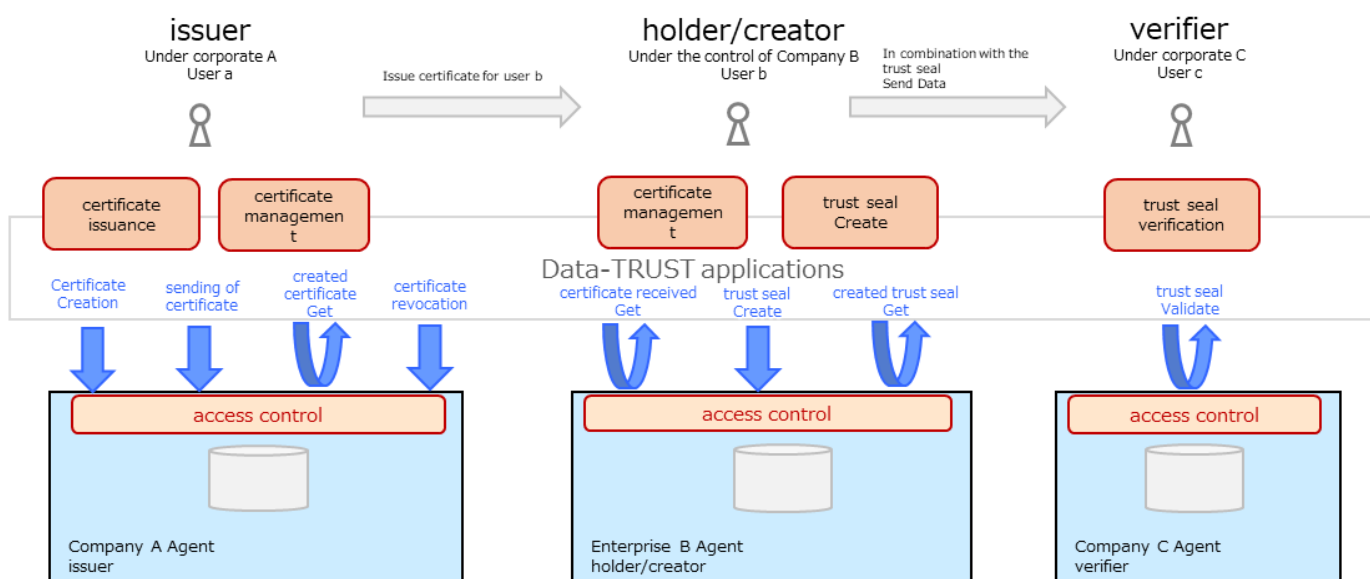 issuer
Under corporate A
User a
Issue certificate for user b
holder/creator
Under the control of Company B
User b
In combination with the
trust seal
Send Data
verifier
Under corporate C
User c
certificate
issuance
certificate
managemen
t
certificate
managemen
t
trust seal
Create
trust seal
verification
Data-TRUST applications
Certificate
Creation
sending of
certificate
created
certificate
Get
certificate
revocation
certificate received
Get
trust seal
Create
created trust seal
Get
trust seal
Validate
access control
access control
access control
Company A Agent
issuer
Enterprise B Agent
holder/creator
Company C Agent
verifier